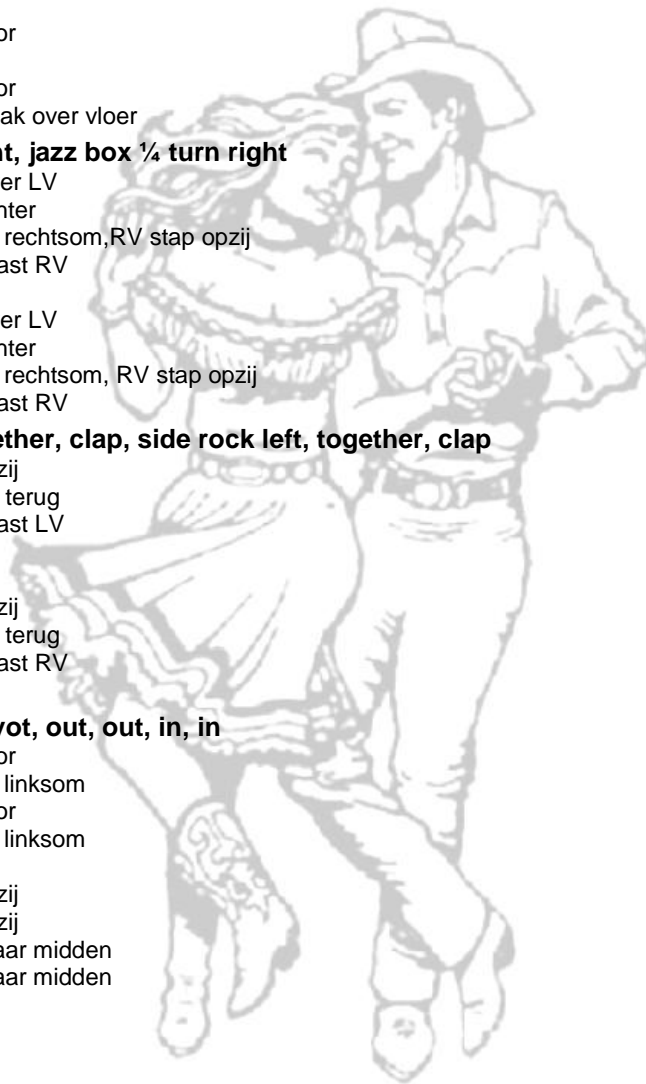 or
or
ak over vloer
nt, jazz box ¼ turn right
er LV
nter
rechtsom,RV stap opzij
ast RV
er LV
nter
rechtsom, RV stap opzij
ast RV
ether, clap, side rock left, together, clap
zij
terug
ast LV
zij
terug
ast RV
vot, out, out, in, in
or
linksom
or
linksom
zij
zij
aar midden
aar midden